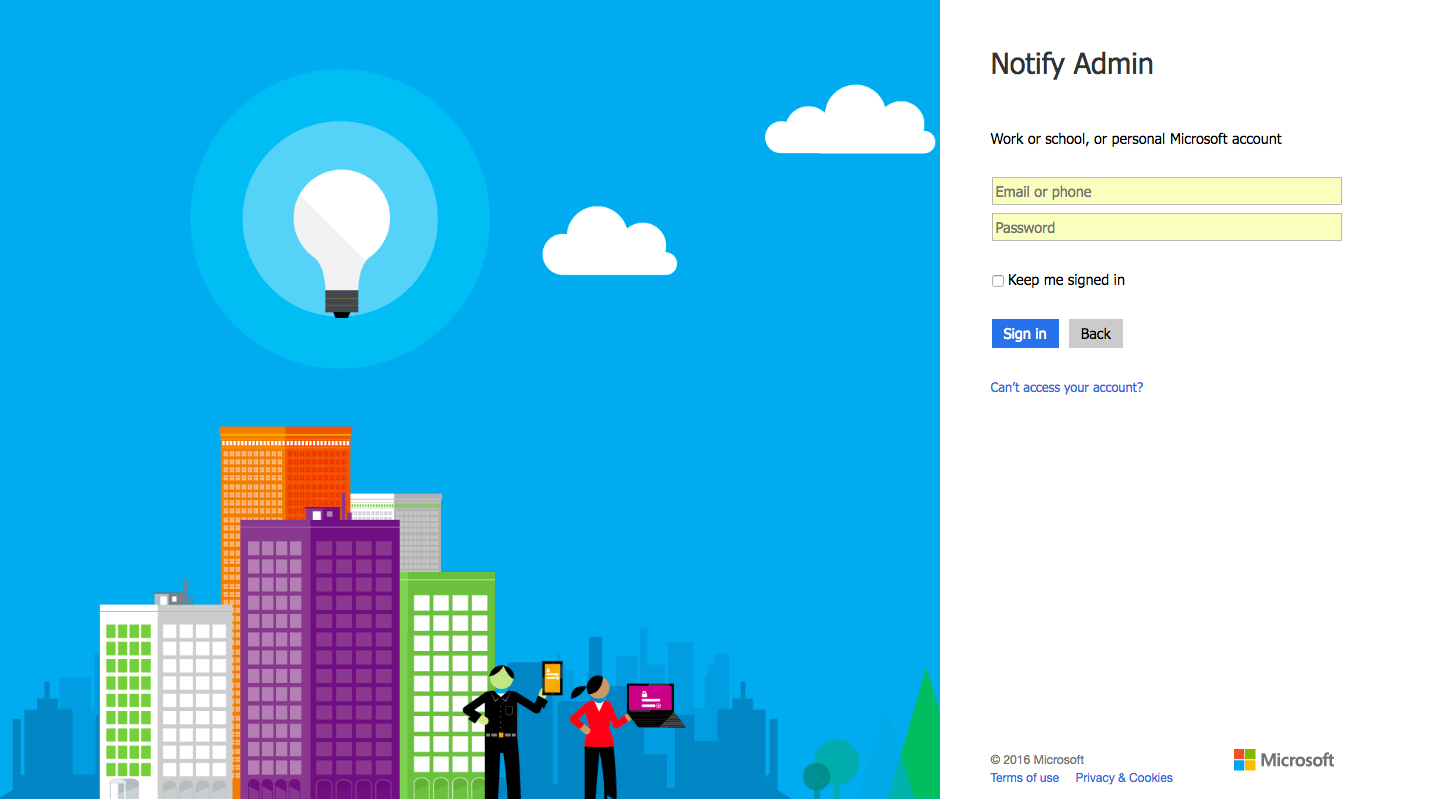 Notify Admin
Work or school, or personal Microsoft account
Email or phone
Password
Keep me signed in
Sign in Back
Can't access your account?
© 2016 Microsoft
Terms of use Privacy & Cookies
Microsoft